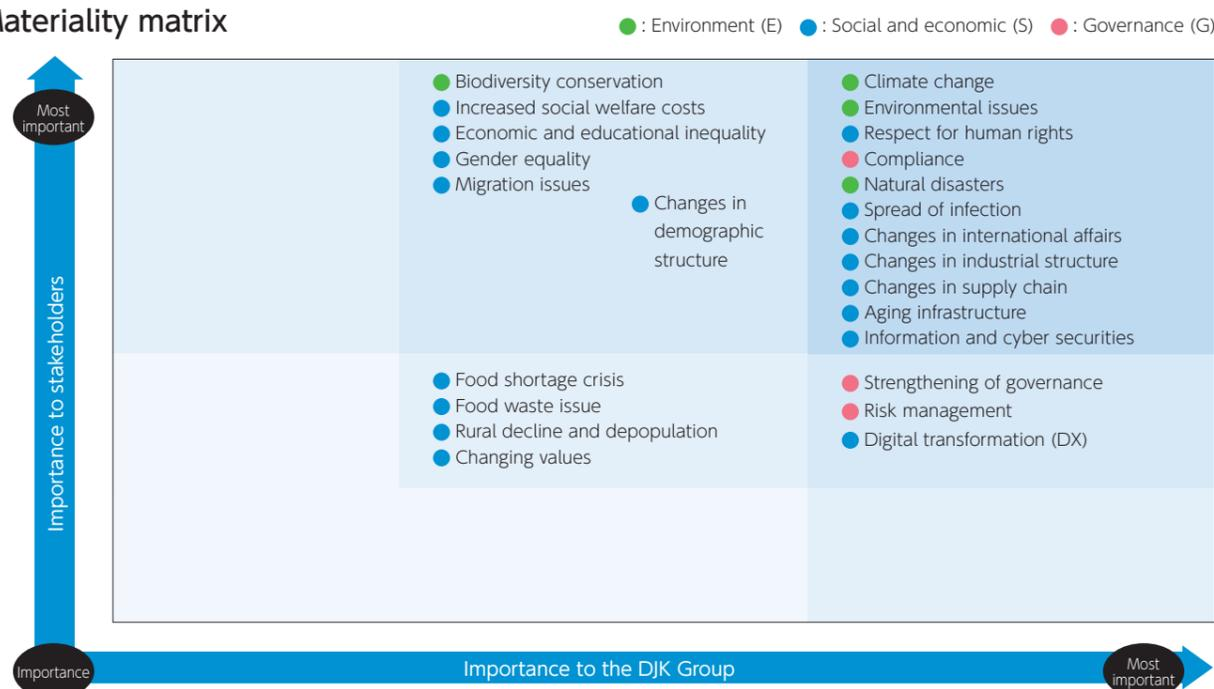 Materiality matrix
: Environment (E) : Social and economic (S) : Governance (G)
Most
important
Importance to stakeholders
Biodiversity conservation
Increased social welfare costs
Economic and educational inequality
Gender equality
Migration issues
Changes in
demographic
structure
Climate change
Environmental issues
Respect for human rights
Compliance
Natural disasters
Spread of infection
Changes in international affairs
Changes in industrial structure
Changes in supply chain
Aging infrastructure
Information and cyber securities
Food shortage crisis
Food waste issue
Rural decline and depopulation
Changing values
Strengthening of governance
Risk management
Digital transformation (DX)
Importance
Importance to the DJK Group
Most
important